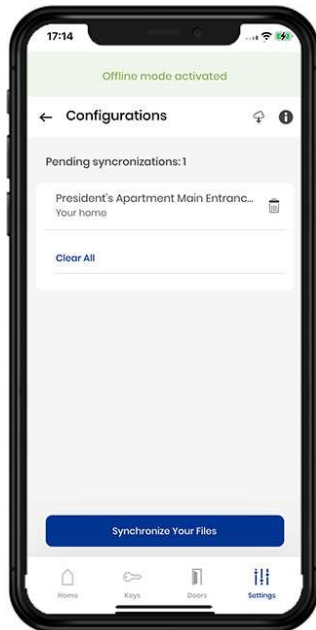 17:14
Offline mode activated
Configurations
Pending syncronizations: 1
President's Apartment Main Entranc...
Your home
Clear All
Synchronize Your Files
Home Keys Doors Settings